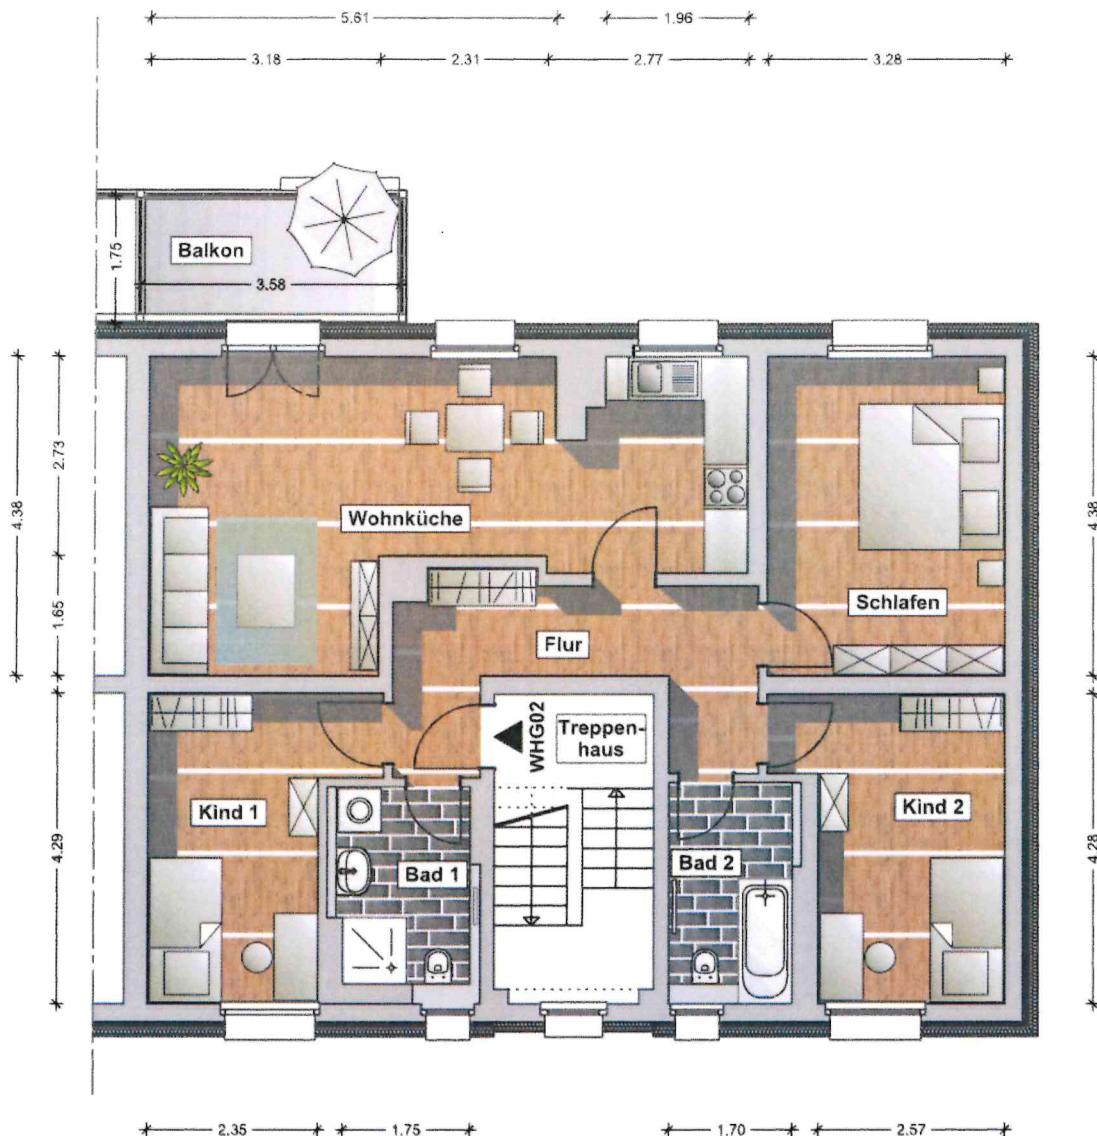 5.61
1.96
3.18
2.31
2.77
3.28
1.75
Balkon
3.58
4.38
2.73
1.65
4.38
Wohnküche
Schlafen
Flur
WHG02
Treppen-
haus
Kind 1
Bad 1
Bad 2
Kind 2
4.29
4.28
2.35
1.75
1.70
2.57